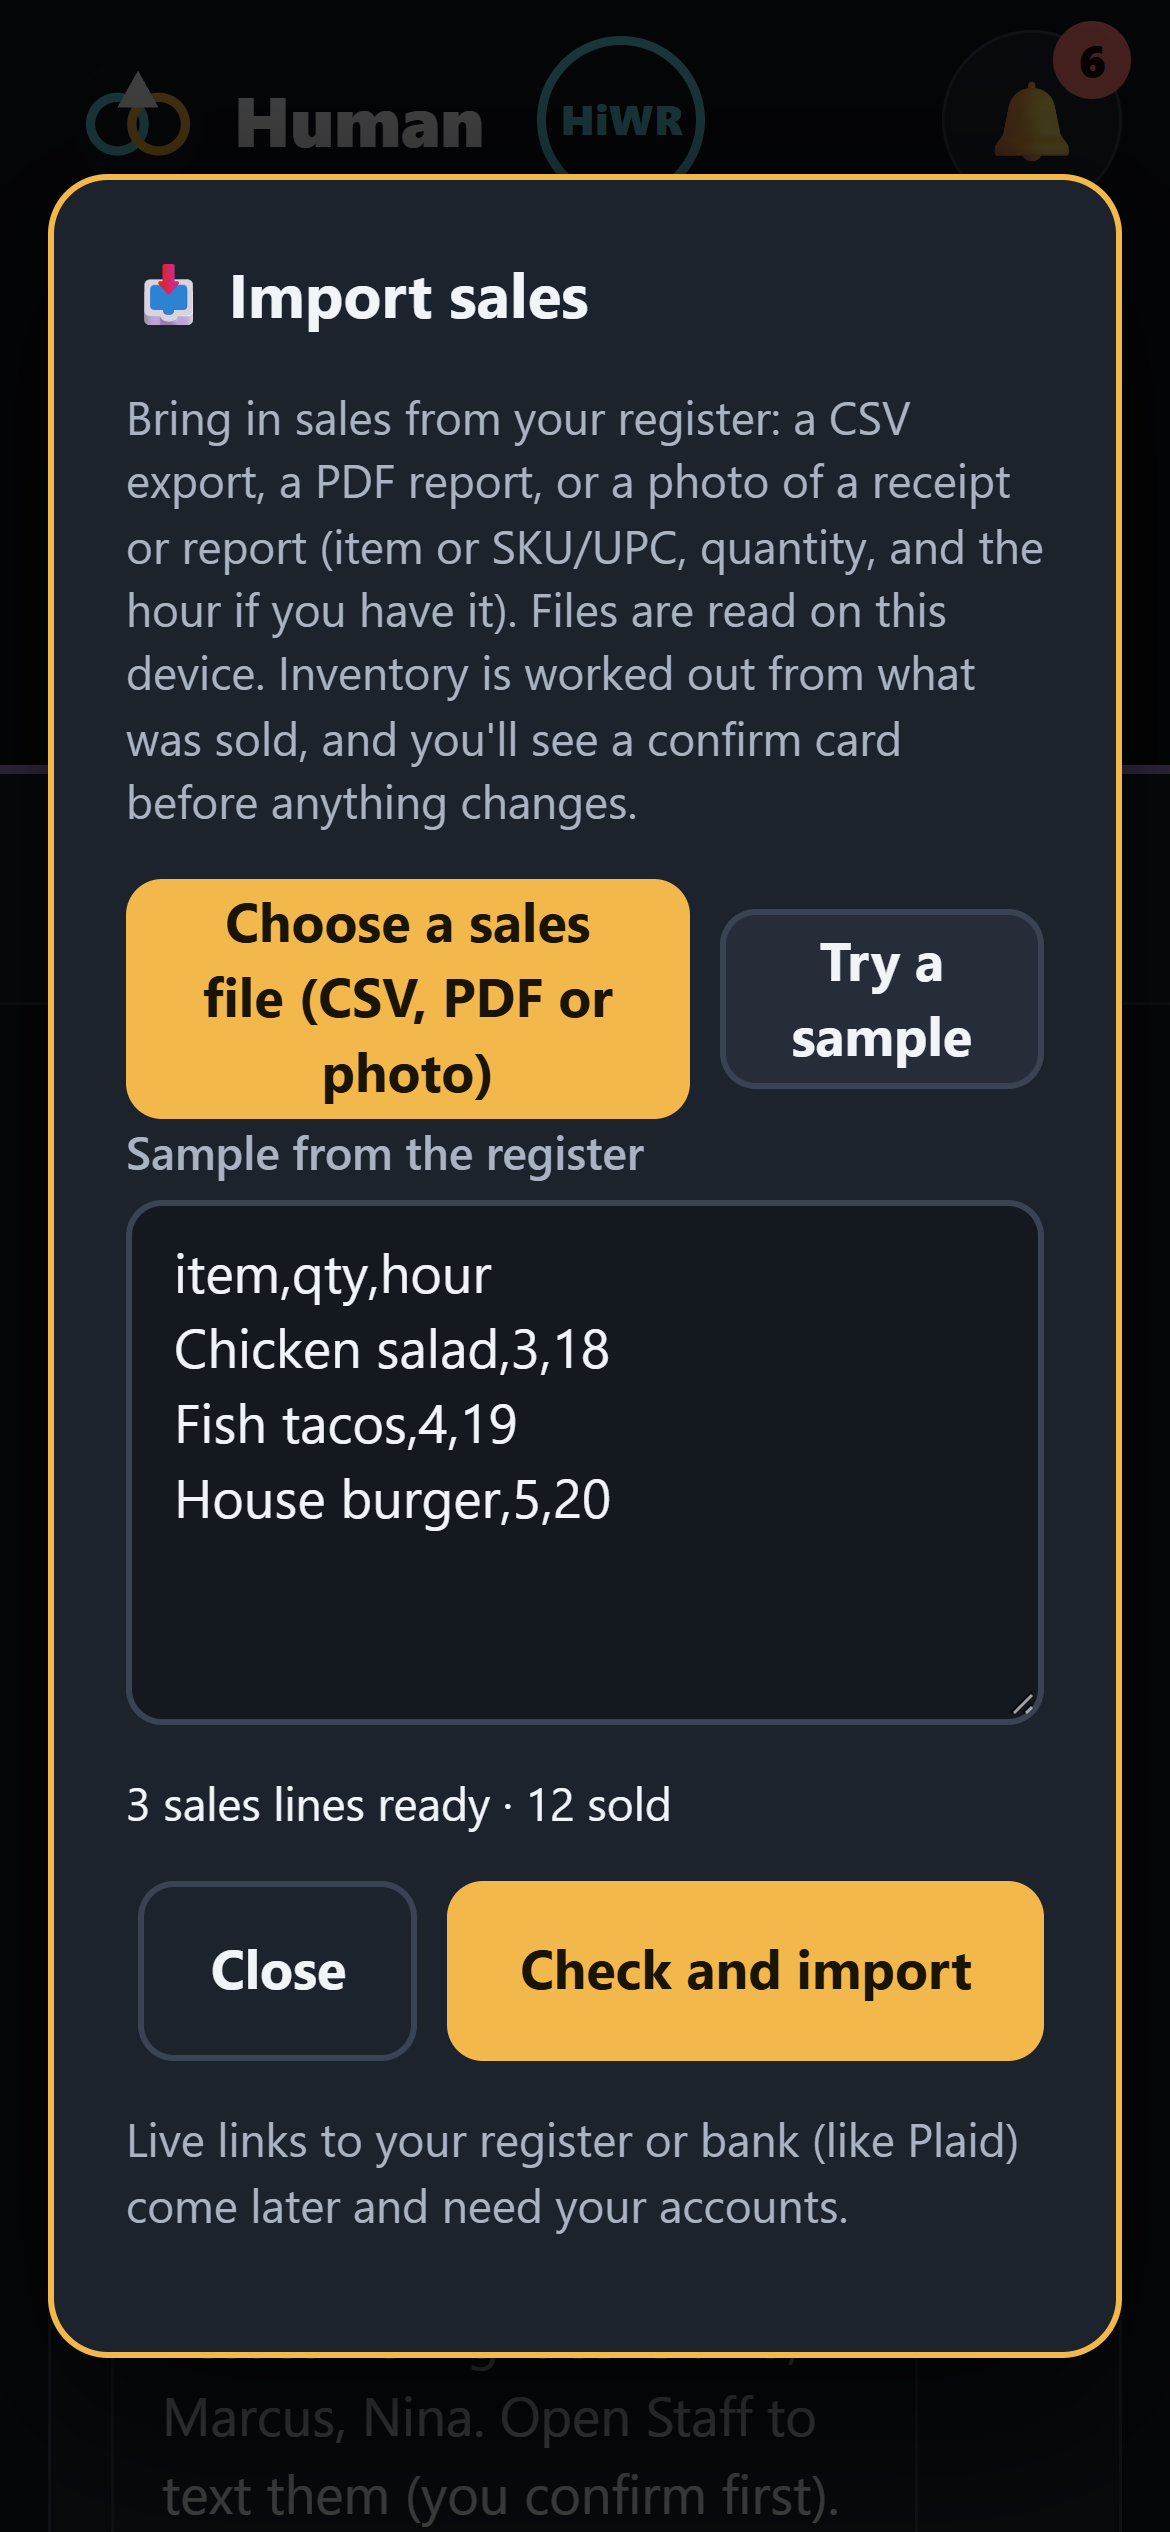 Human
HiWR
6
Import sales
Bring in sales from your register: a CSV
export, a PDF report, or a photo of a receipt
or report (item or SKU/UPC, quantity, and the
hour if you have it). Files are read on this
device. Inventory is worked out from what
was sold, and you'll see a confirm card
before anything changes.
Choose a sales
file (CSV, PDF or
photo)
Try a
sample
Sample from the register
item,qty,hour
Chicken salad,3,18
Fish tacos,4,19
House burger,5,20
3 sales lines ready · 12 sold
Close
Check and import
Live links to your register or bank (like Plaid)
come later and need your accounts.
Marcus, Nina. Open Staff to
text them (you confirm first).